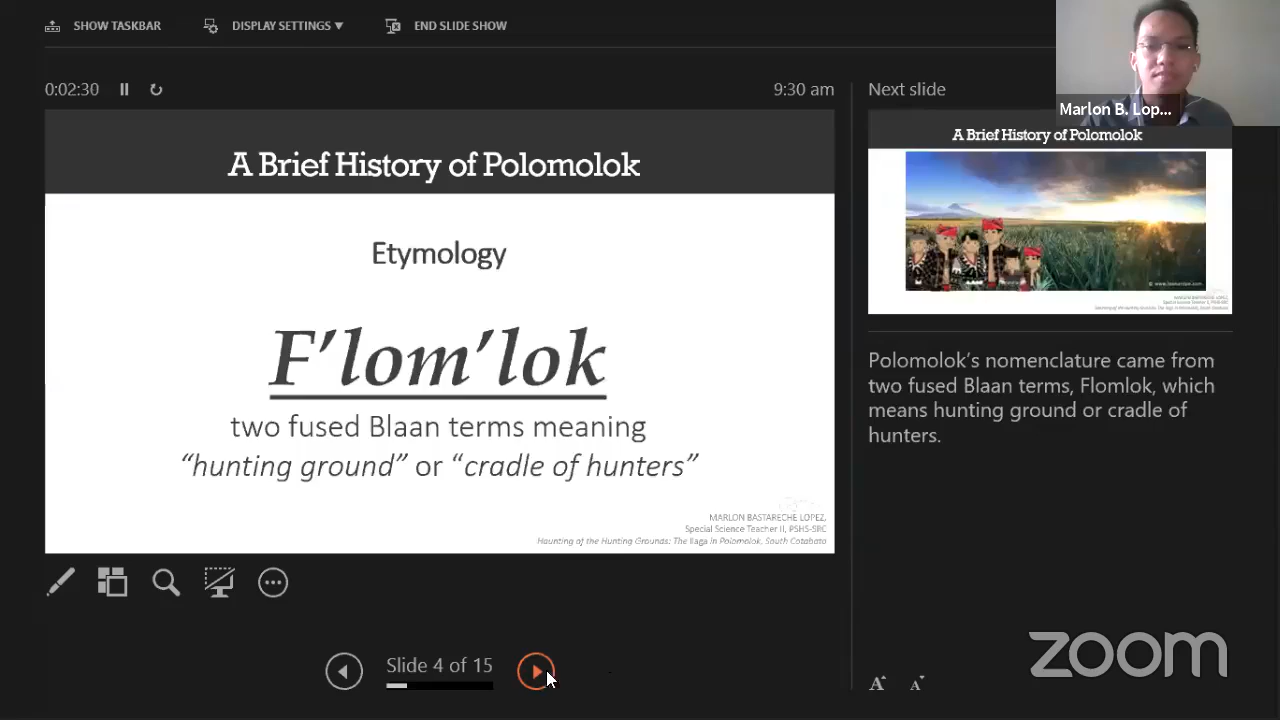 SHOW TASKBAR
DISPLAY SETTINGS ▼
END SLIDE SHOW
0:02:30
9:30 am
Next slide
Marlon B. Lop...
A Brief History of Polomolok
Etymology
F’lom’lok
two fused Blaan terms meaning
“hunting ground” or “cradle of hunters”
MARLON BASTARECHE LOPEZ,
Special Science Teacher II, PSHS-SRC
Haunting of the Hunting Grounds: The Ilaga in Polomolok, South Cotabato
A Brief History of Polomolok
Polomolok’s nomenclature came from
two fused Blaan terms, Flomlok, which
means hunting ground or cradle of
hunters.
Slide 4 of 15
A A
zoom